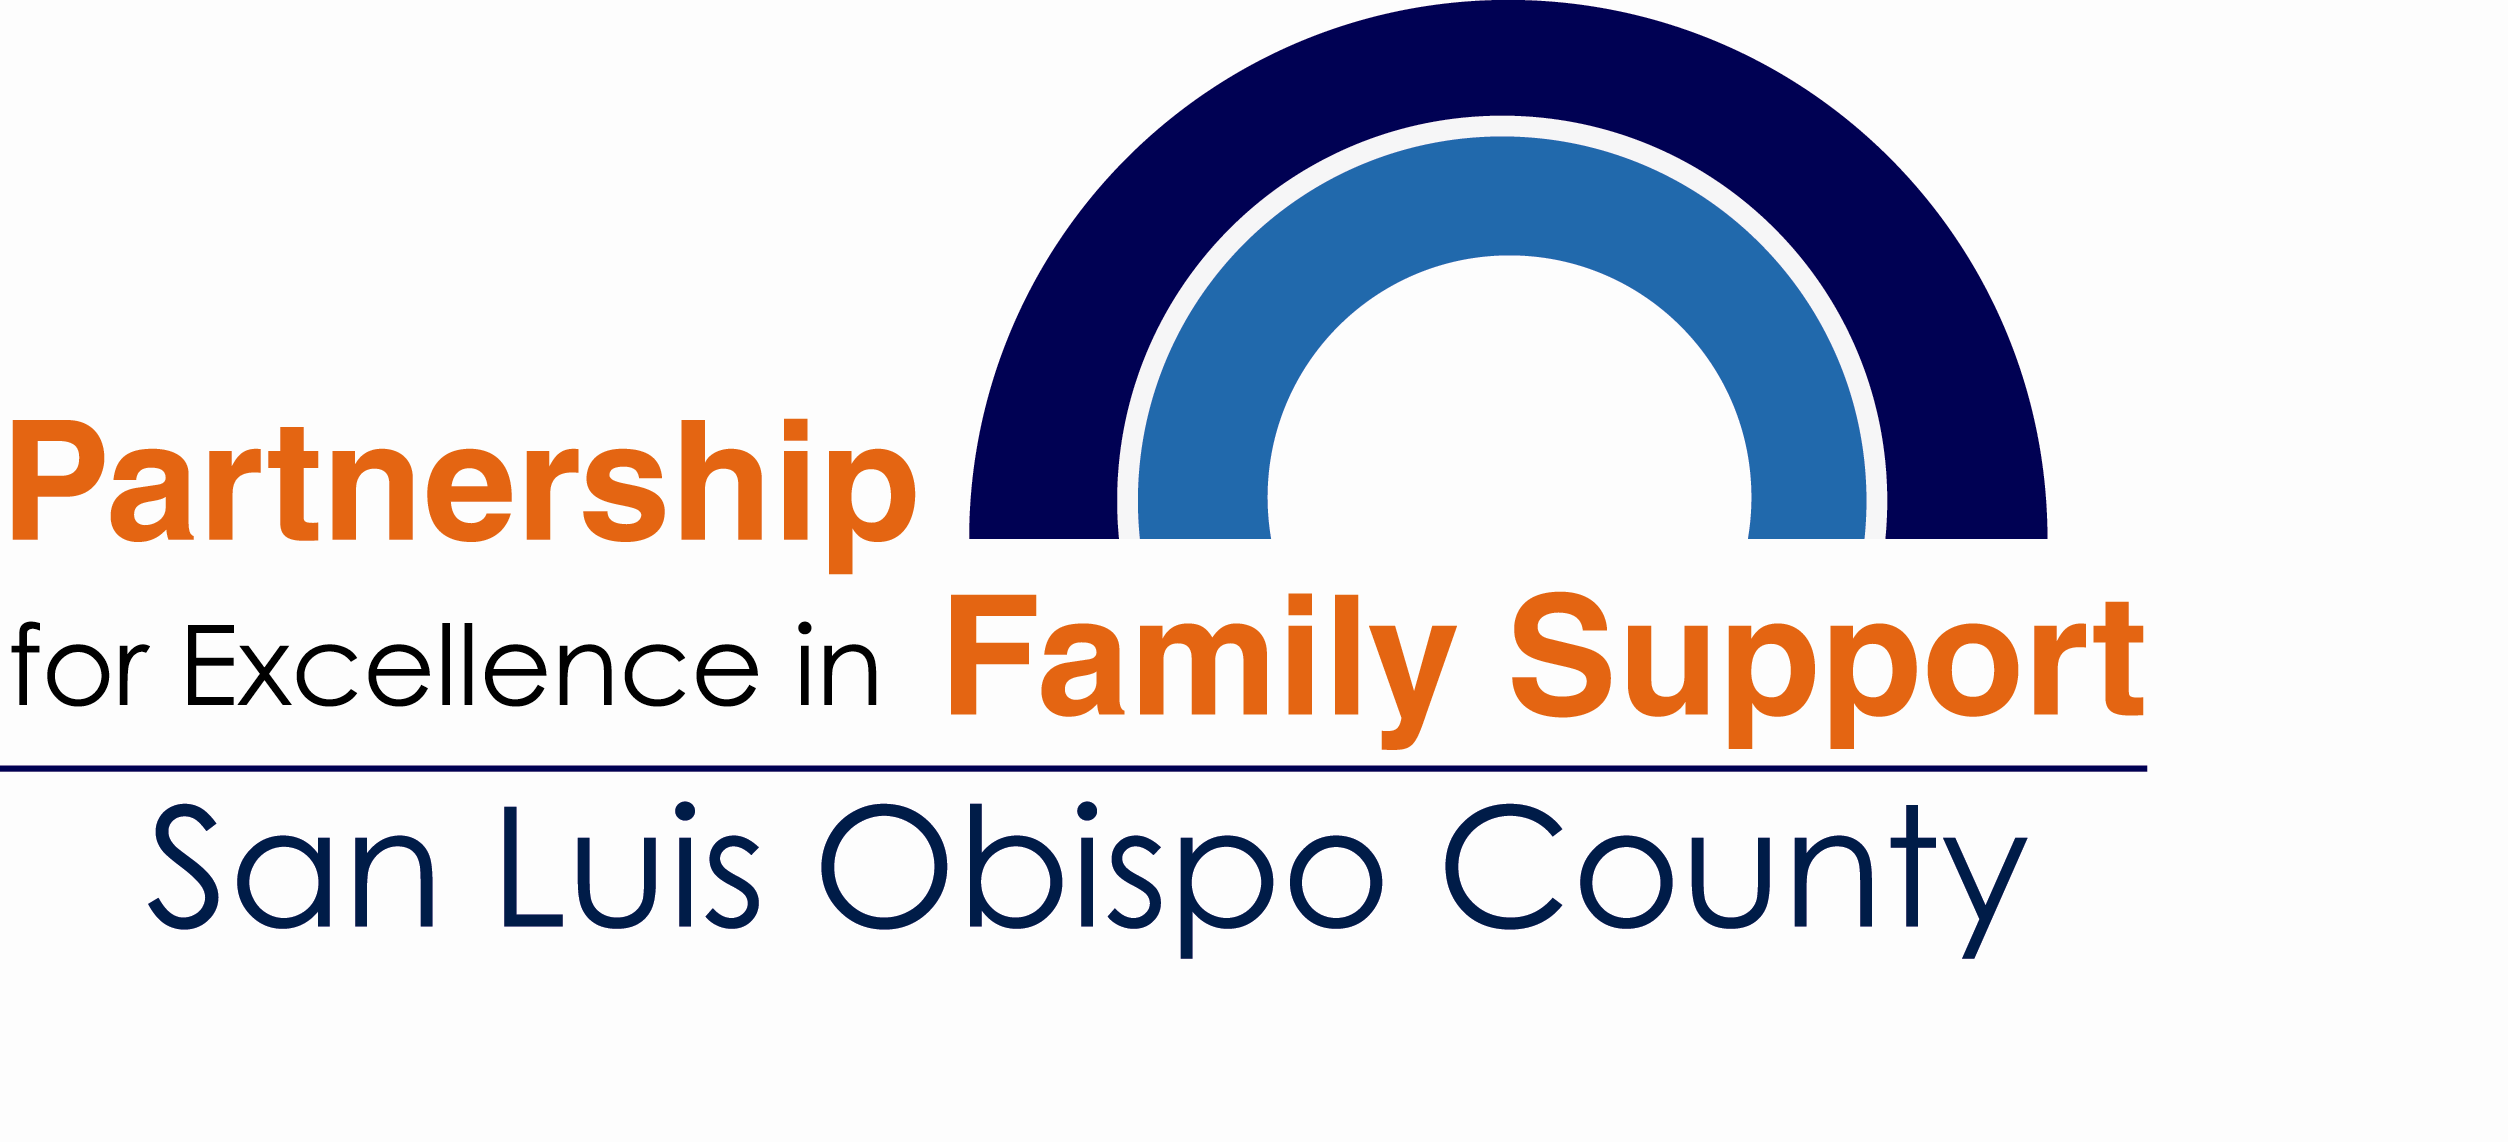 Partnership
for Excellence in Family Support
San Luis Obispo County